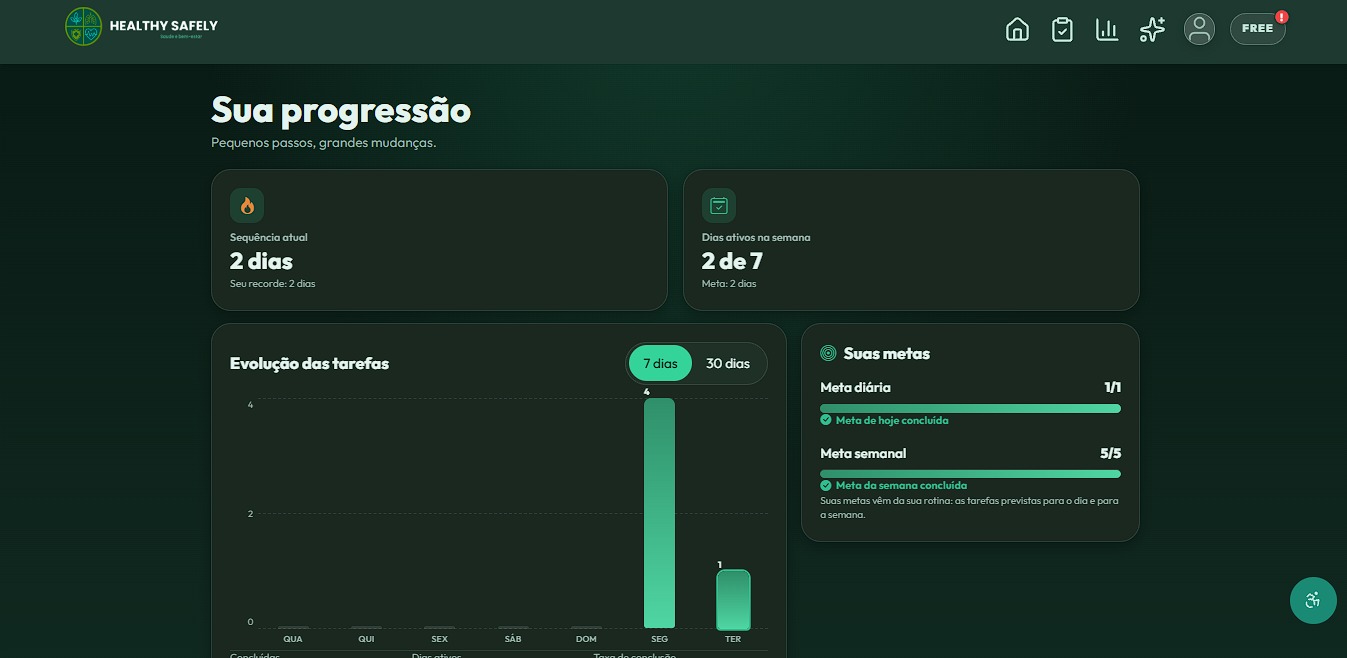 HEALTHY SAFELY
Saúde e bem-estar
FREE
!
Sua progressão
Pequenos passos, grandes mudanças.
Sequência atual
2 dias
Seu recorde: 2 dias
Dias ativos na semana
2 de 7
Meta: 2 dias
Evolução das tarefas
7 dias
30 dias
4
2
0
4
1
QUA
QUI
SEX
SÁB
DOM
SEG
TER
Concluídas
Dias ativos
Taxa de conclusão
Suas metas
Meta diária
1/1
Meta de hoje concluída
Meta semanal
5/5
Meta da semana concluída
Suas metas vêm da sua rotina: as tarefas previstas para o dia e para
a semana.